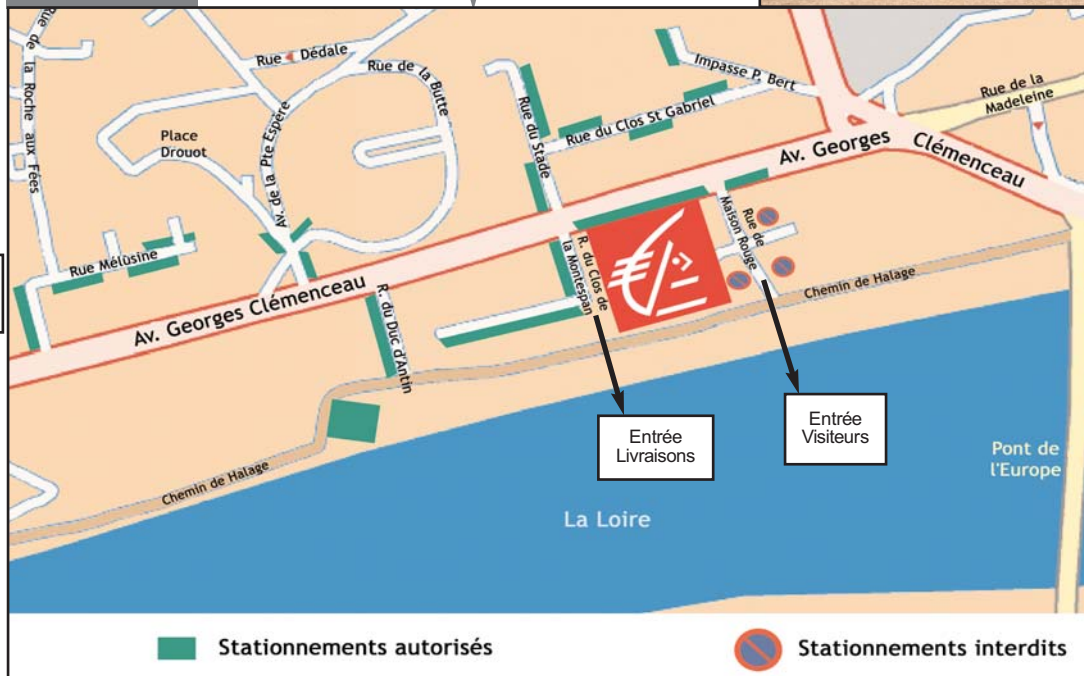 Rue de la Roche aux Fées
Rue Dédale
Rue de la Butte
Place
Drouot
Av. de la Pte Espère
Rue du Stade
Impasse P. Bert
Rue du Clos St Gabriel
Rue de la
Madeleine
Av. Georges Clémenceau
Rue Mélusine
Av. Georges Clémenceau
R. du Duc d'Antin
R. du Clos de
la Montespan
Rue de
Maison Rouge
Chemin de Halage
Chemin de Halage
Entrée
Livraisons
Entrée
Visiteurs
Pont de
l'Europe
La Loire
Stationnements autorisés
Stationnements interdits